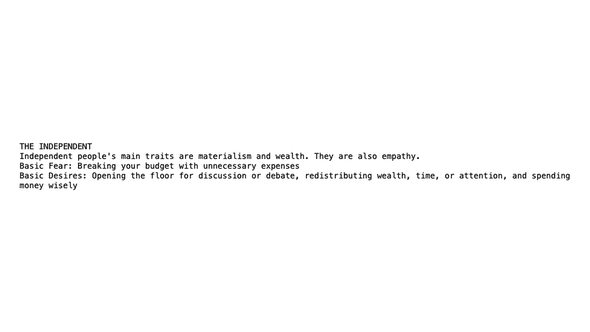 THE INDEPENDENT
Independent people's main traits are materialism and wealth. They are also empathy.
Basic Fear: Breaking your budget with unnecessary expenses
Basic Desires: Opening the floor for discussion or debate, redistributing wealth, time, or attention, and spending
money wisely